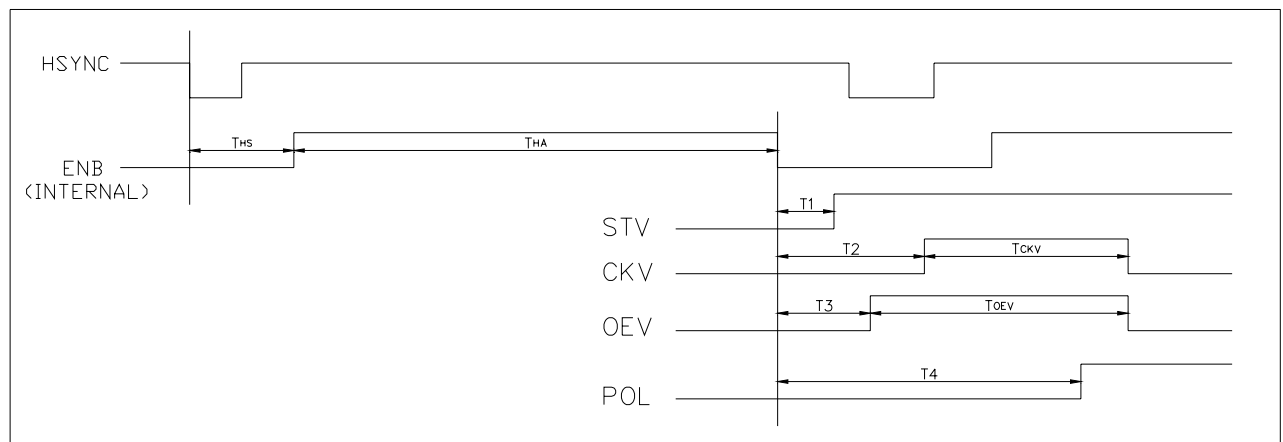 HSYNC
THS
THA
ENB
(INTERNAL)
T1
STV
T2
TCKV
CKV
T3
TOEV
OEV
T4
POL